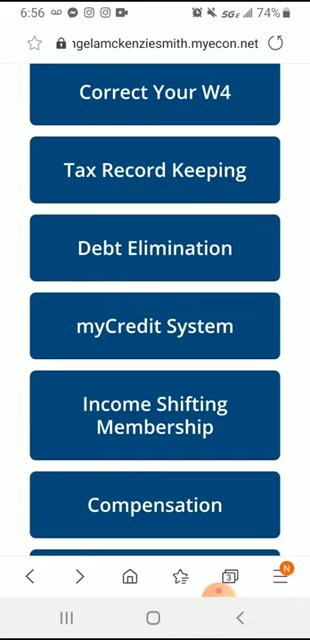 6:56
5GE
74%
ngelamckenziesmith.myecon.net
Correct Your W4
Tax Record Keeping
Debt Elimination
myCredit System
Income Shifting
Membership
Compensation
3
N